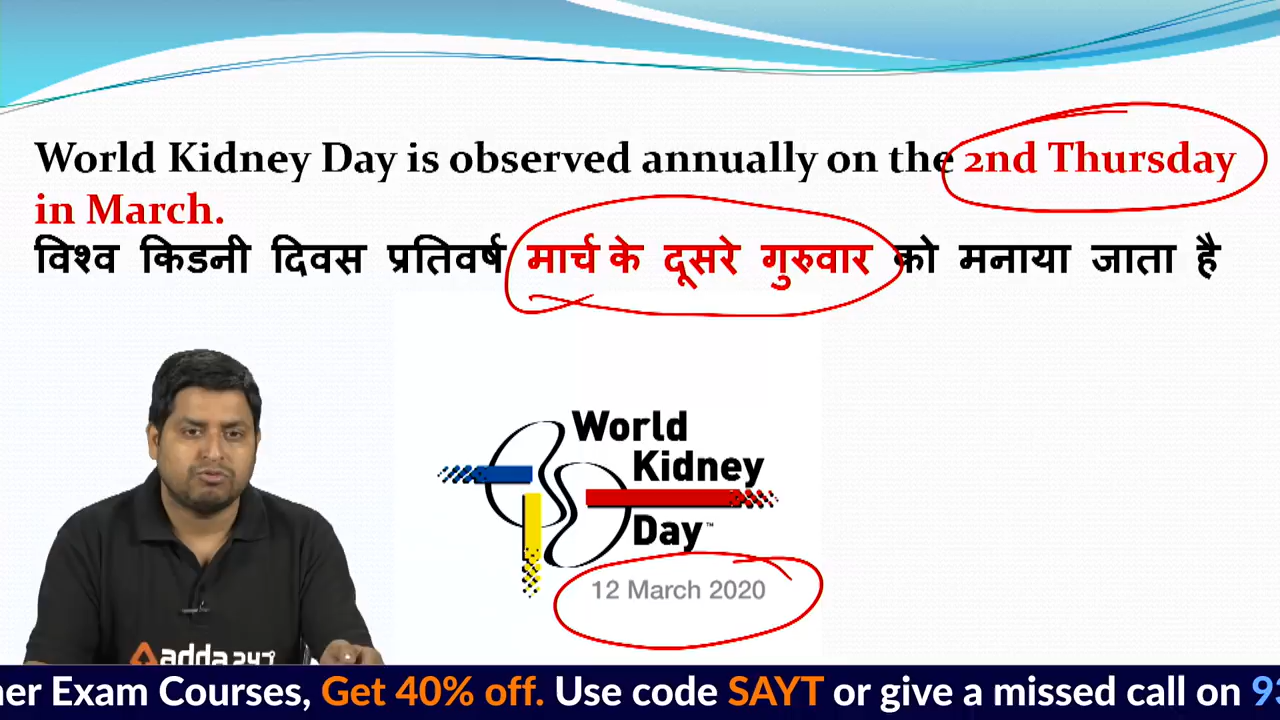 World Kidney Day is observed annually on the 2nd Thursday
in March.
विश्व किडनी दिवस प्रतिवर्ष मार्च के दूसरे गुरुवार को मनाया जाता है
World
Kidney
Day™
12 March 2020
adda247
her Exam Courses, Get 40% off. Use code SAYT or give a missed call on 9